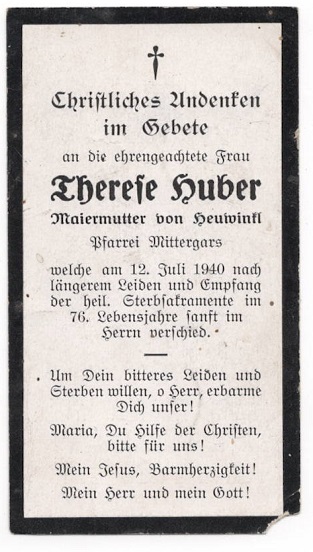 Christliches Andenken
im Gebete
an die ehrengeachtete Frau
Therese Huber
Maiermutter von Heuwinkl
Pfarrei Mittergars
welche am 12. Juli 1940 nach
längerem Leiden und Empfang
der heil. Sterbsakramente im
76. Lebensjahre sanft im
Herrn verschied.
Um Dein bitteres Leiden und
Sterben willen, o Herr, erbarme
Dich unser!
Maria, Du Hilfe der Christen,
bitte für uns!
Mein Jesus, Barmherzigkeit!
Mein Herr und mein Gott!